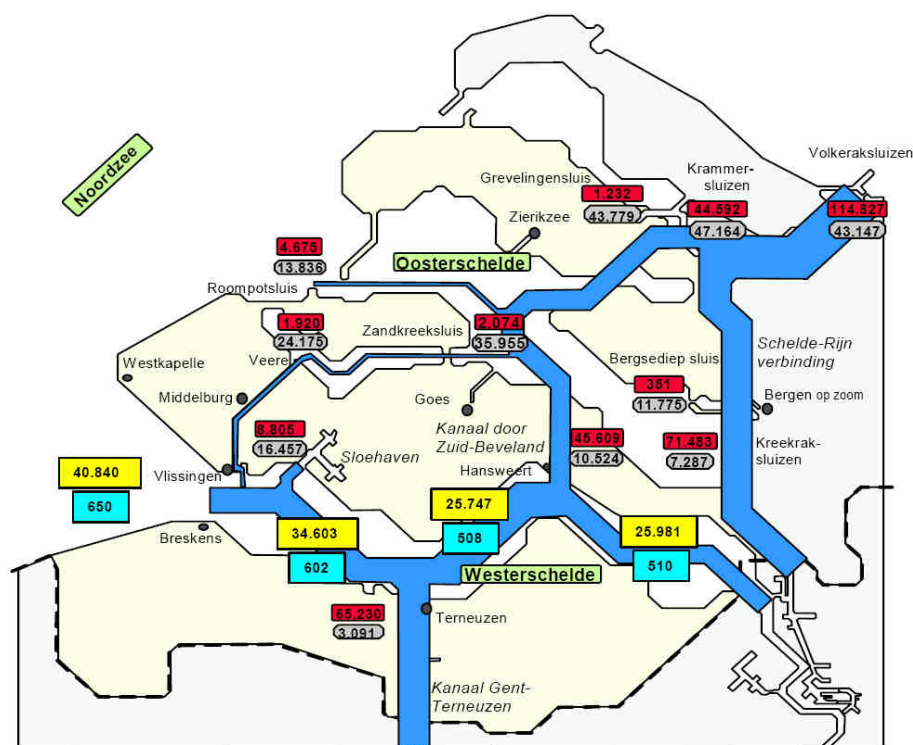 Noordzee
Volkeraksluizen
Krammer-
sluizen
Grevelingensluis
1.232
43.779
44.592
47.164
114.827
43.147
Zierikzee
4.675
13.836
Oosterschelde
Roompotsluis
1.920
24.175
Zandkreeksluis
2.074
35.955
Veere
Westkapelle
Schelde-Rijn
verbinding
Bergsediep sluis
351
11.775
Middelburg
Goes
Bergen op zoom
8.805
16.457
Kanaal door
Zuid-Beveland
45.609
10.524
71.483
7.287
Kreekrak-
sluizen
Sloehaven
Hansweert
40.840
650
Vlissingen
25.747
508
Breskens
34.603
602
25.981
510
Westerschelde
65.230
3.091
Terneuzen
Kanaal Gent-
Terneuzen